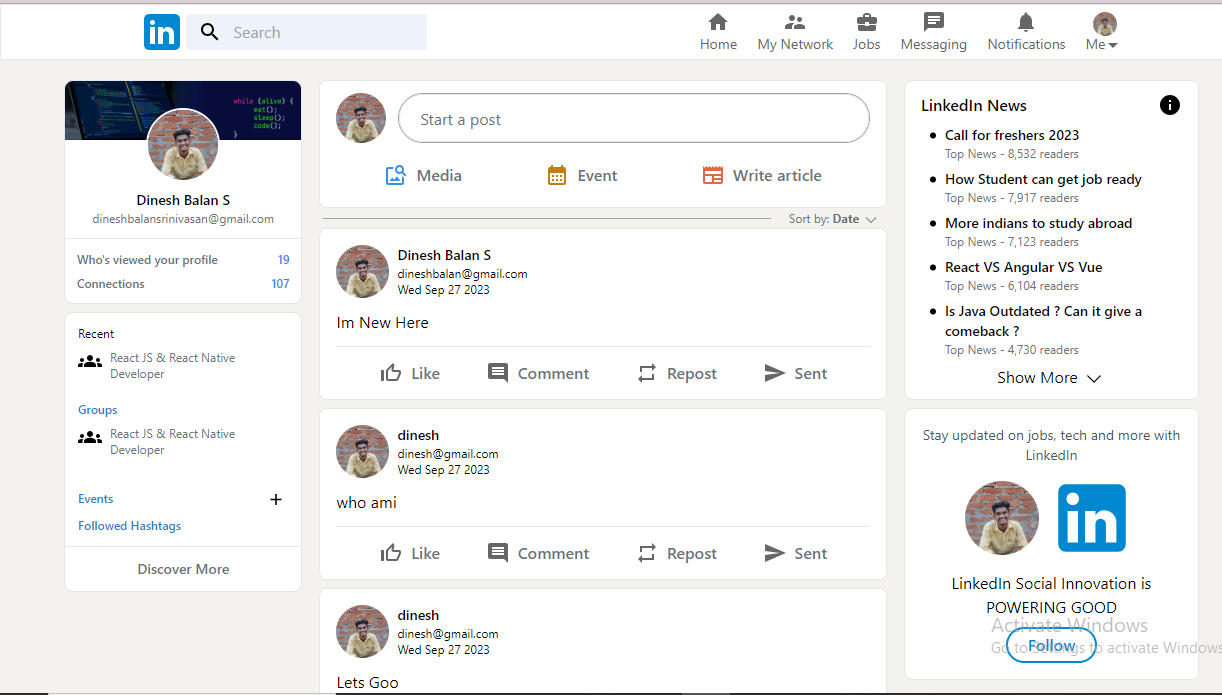 in
Search
Home
My Network
Jobs
Messaging
Notifications
Me
while (alive) {
eat();
sleep();
code();
}
Dinesh Balan S
dineshbalansrinivasan@gmail.com
Who's viewed your profile 19
Connections 107
Recent
React JS & React Native
Developer
Groups
React JS & React Native
Developer
Events +
Followed Hashtags
Discover More
Start a post
Media
Event
Write article
Sort by: Date
Dinesh Balan S
dineshbalan@gmail.com
Wed Sep 27 2023
Im New Here
Like
Comment
Repost
Sent
dinesh
dinesh@gmail.com
Wed Sep 27 2023
who ami
Like
Comment
Repost
Sent
dinesh
dinesh@gmail.com
Wed Sep 27 2023
Lets Goo
LinkedIn News
Call for freshers 2023
Top News - 8,532 readers
How Student can get job ready
Top News - 7,917 readers
More indians to study abroad
Top News - 7,123 readers
React VS Angular VS Vue
Top News - 6,104 readers
Is Java Outdated ? Can it give a
comeback ?
Top News - 4,730 readers
Show More
Stay updated on jobs, tech and more with
LinkedIn
in
LinkedIn Social Innovation is
POWERING GOOD
Activate Windows
Go to Settings to activate Windows
Follow